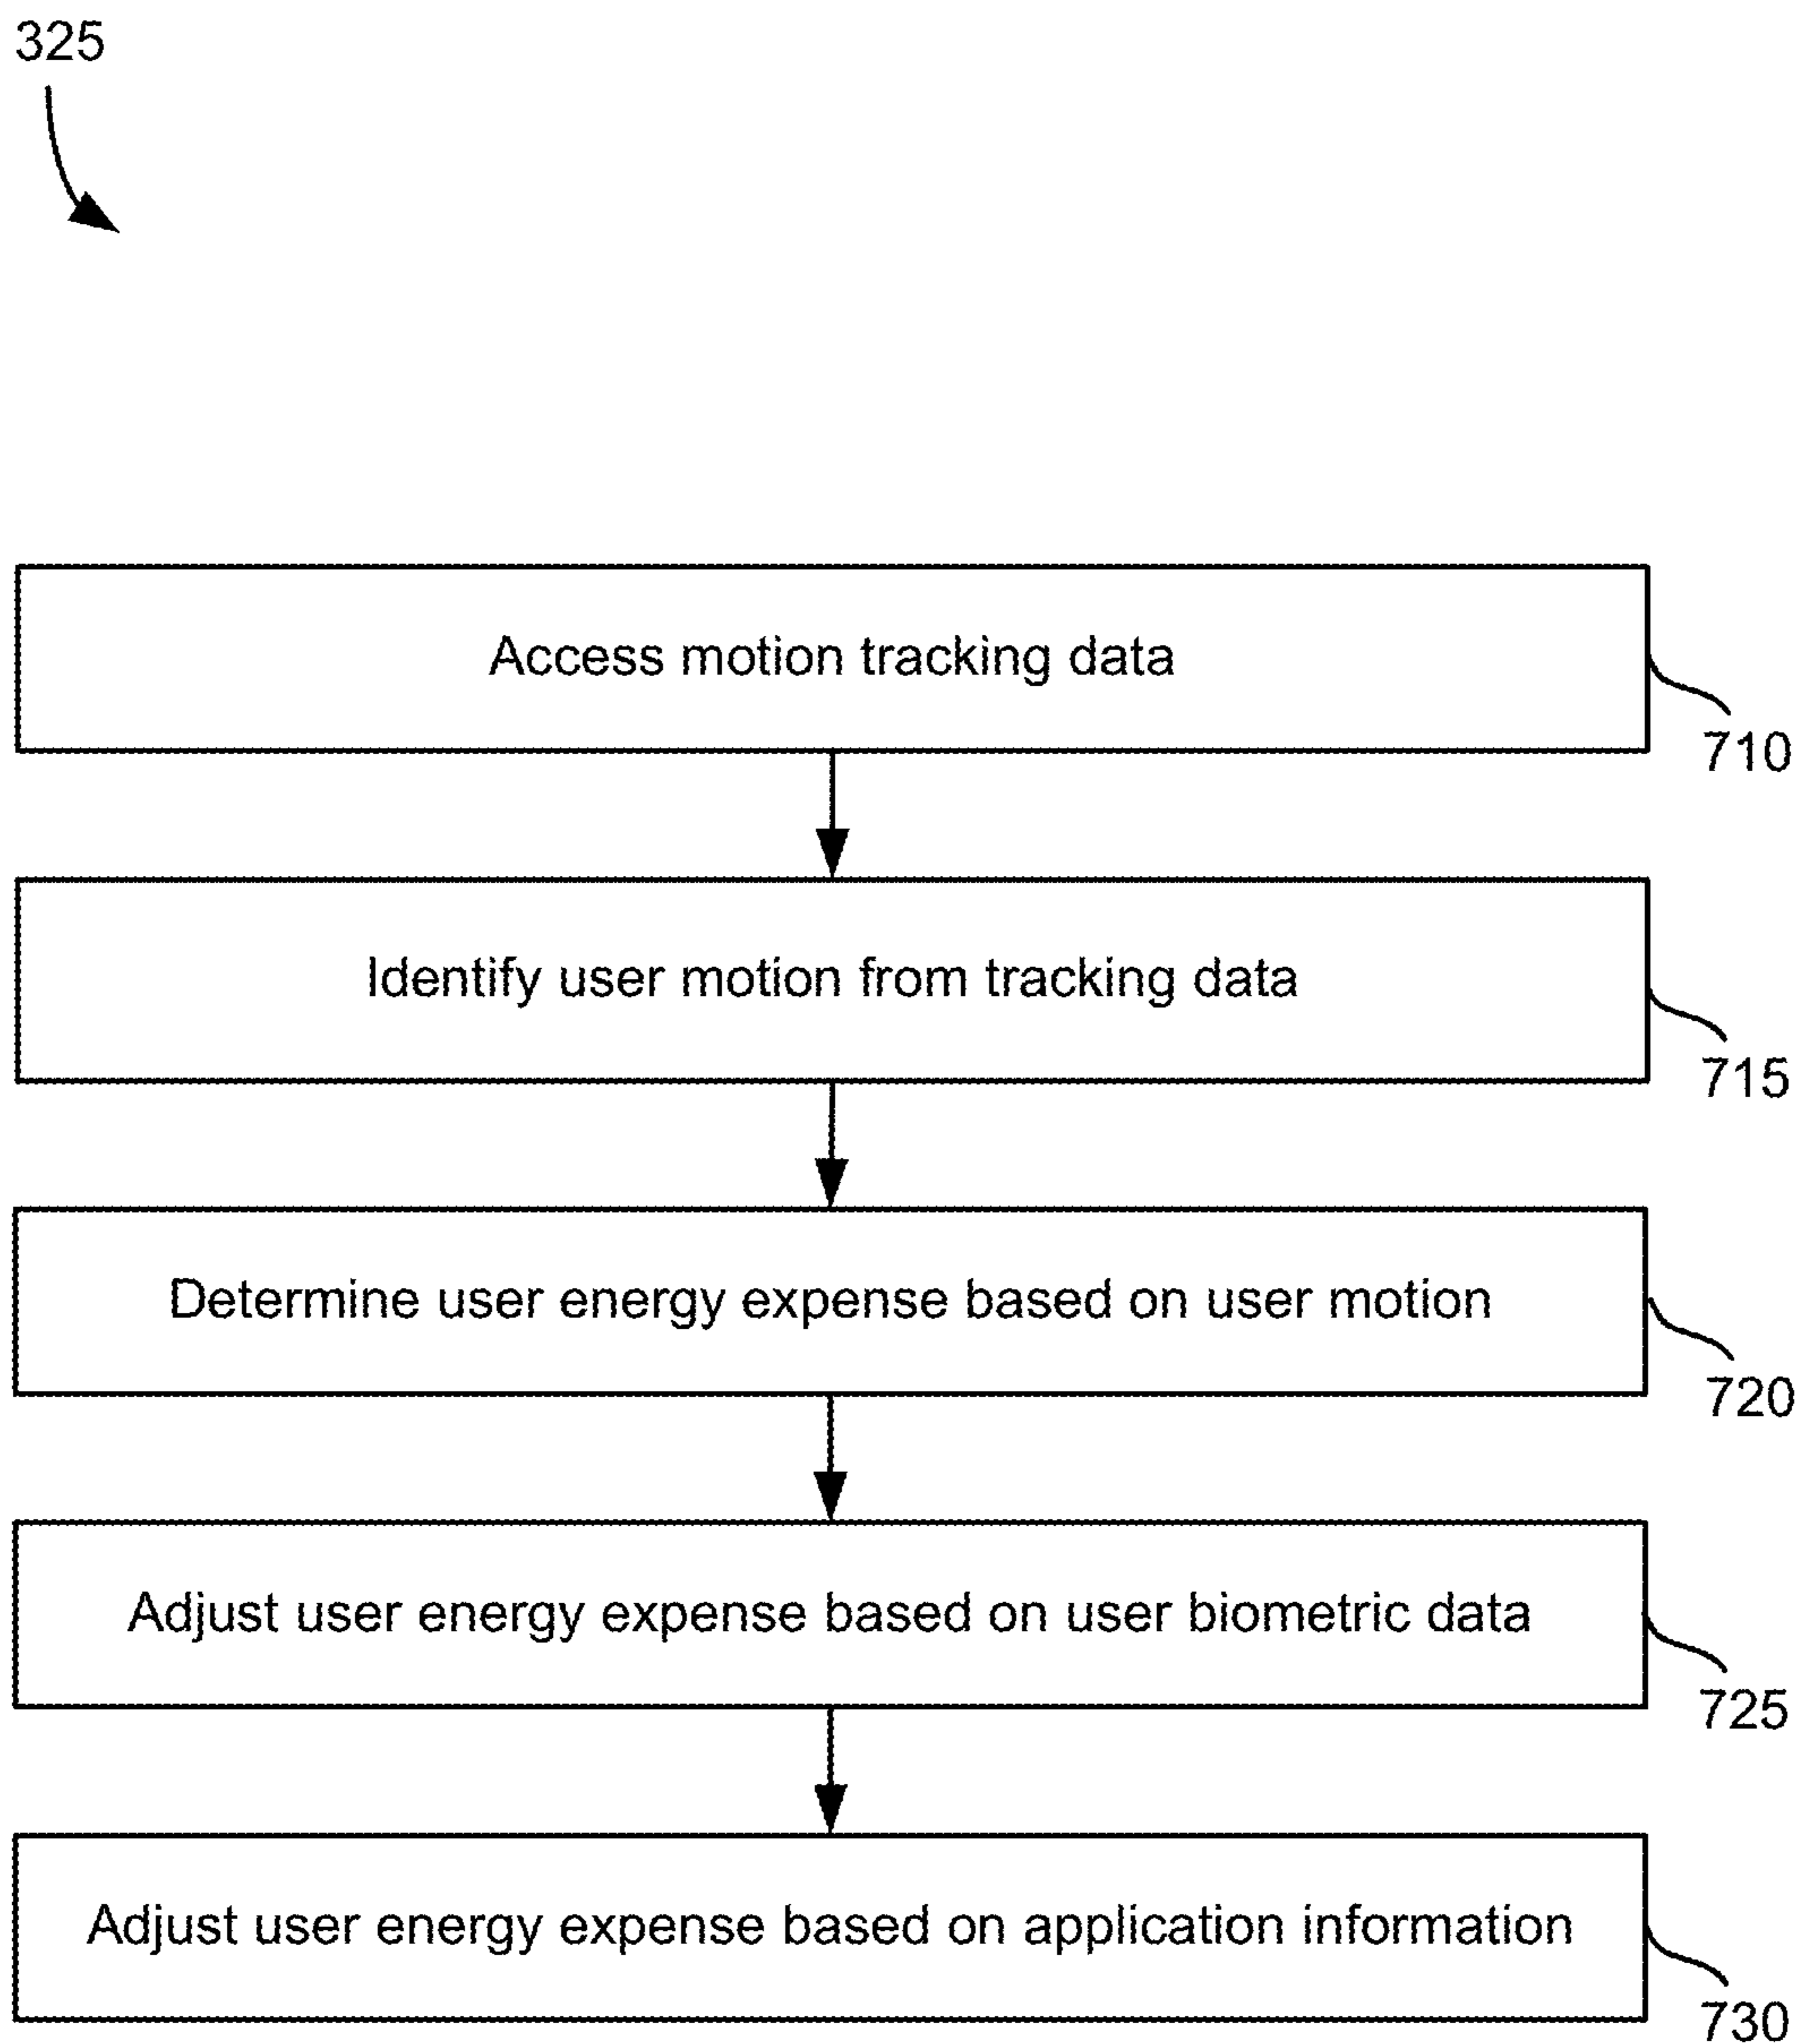 325
Access motion tracking data
710
Identify user motion from tracking data
715
Determine user energy expense based on user motion
720
Adjust user energy expense based on user biometric data
725
Adjust user energy expense based on application information
730